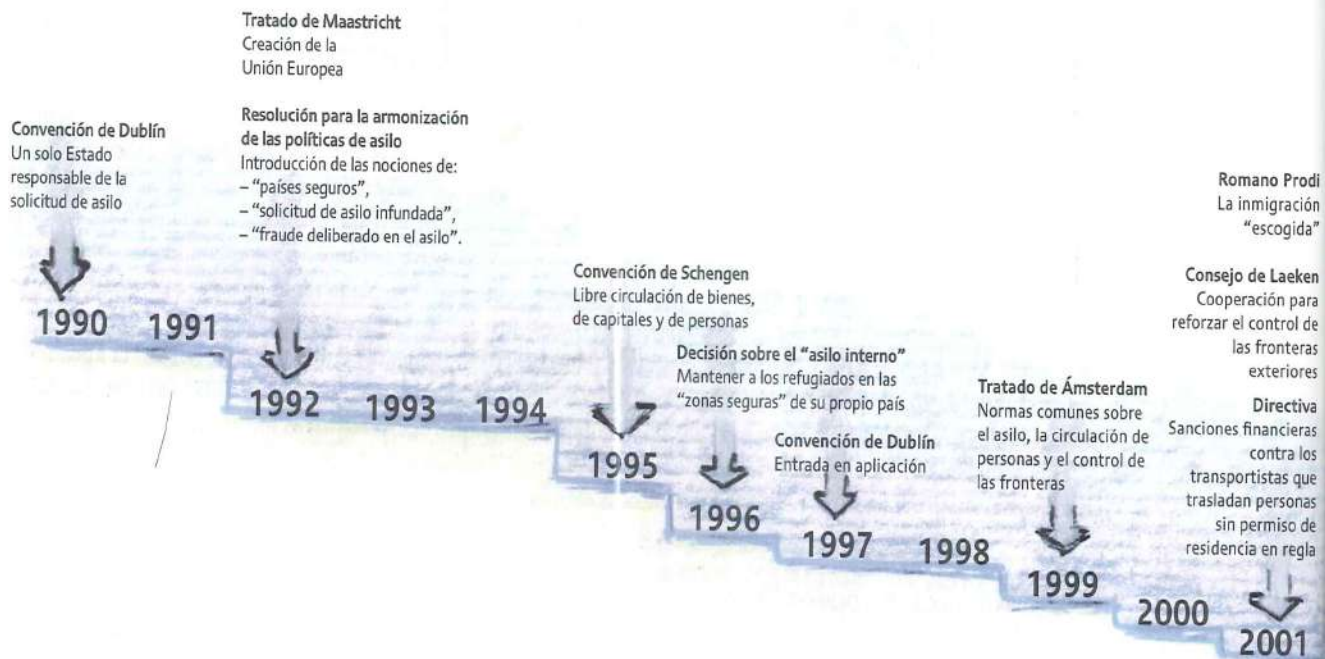 Tratado de Maastricht
Creación de la
Unión Europea
Convención de Dublín
Un solo Estado
responsable de la
solicitud de asilo
Resolución para la armonización
de las políticas de asilo
Introducción de las nociones de:
– “países seguros”,
– “solicitud de asilo infundada”,
– “fraude deliberado en el asilo”.
Convención de Schengen
Libre circulación de bienes,
de capitales y de personas
Decisión sobre el “asilo interno”
Mantener a los refugiados en las
“zonas seguras” de su propio país
Convención de Dublín
Entrada en aplicación
Tratado de Ámsterdam
Normas comunes sobre
el asilo, la circulación de
personas y el control de
las fronteras
Romano Prodi
La inmigración
“escogida”
Consejo de Laeken
Cooperación para
reforzar el control de
las fronteras
exteriores
Directiva
Sanciones financieras
contra los
transportistas que
trasladan personas
sin permiso de
residencia en regla
1990
1991
1992
1993
1994
1995
1996
1997
1998
1999
2000
2001